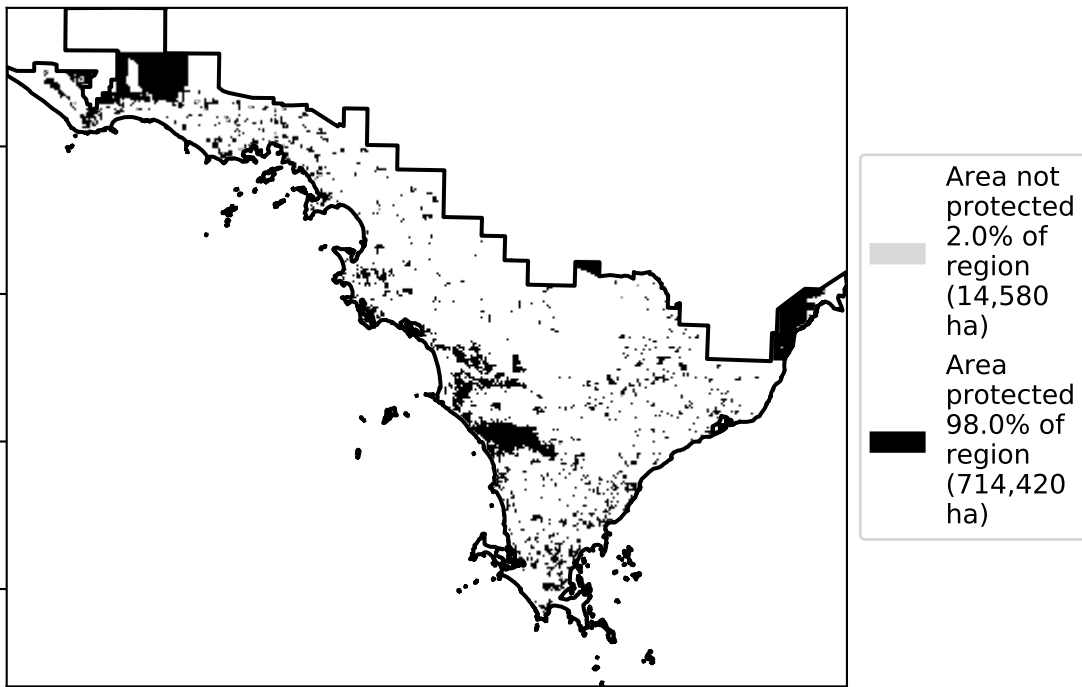 Area not
protected
2.0% of
region
(14,580
ha)
Area
protected
98.0% of
region
(714,420
ha)